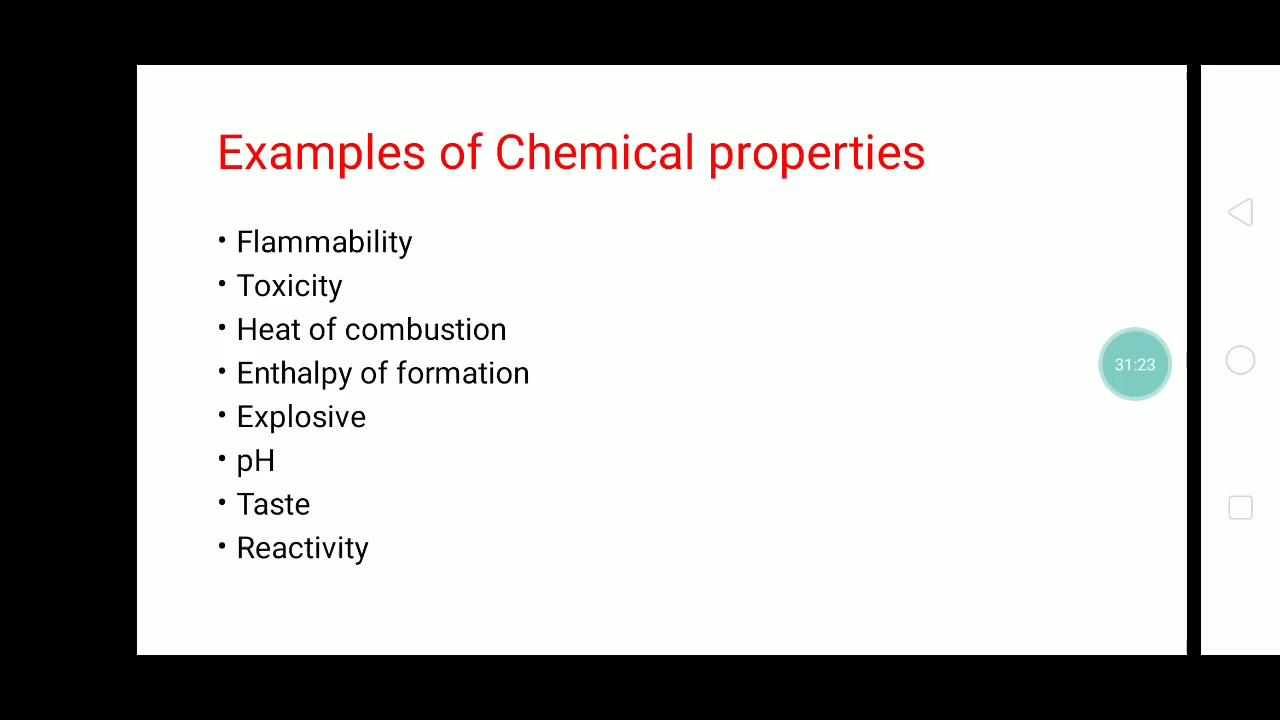 Examples of Chemical properties
• Flammability
• Toxicity
• Heat of combustion
• Enthalpy of formation
• Explosive
• pH
• Taste
• Reactivity
31:23